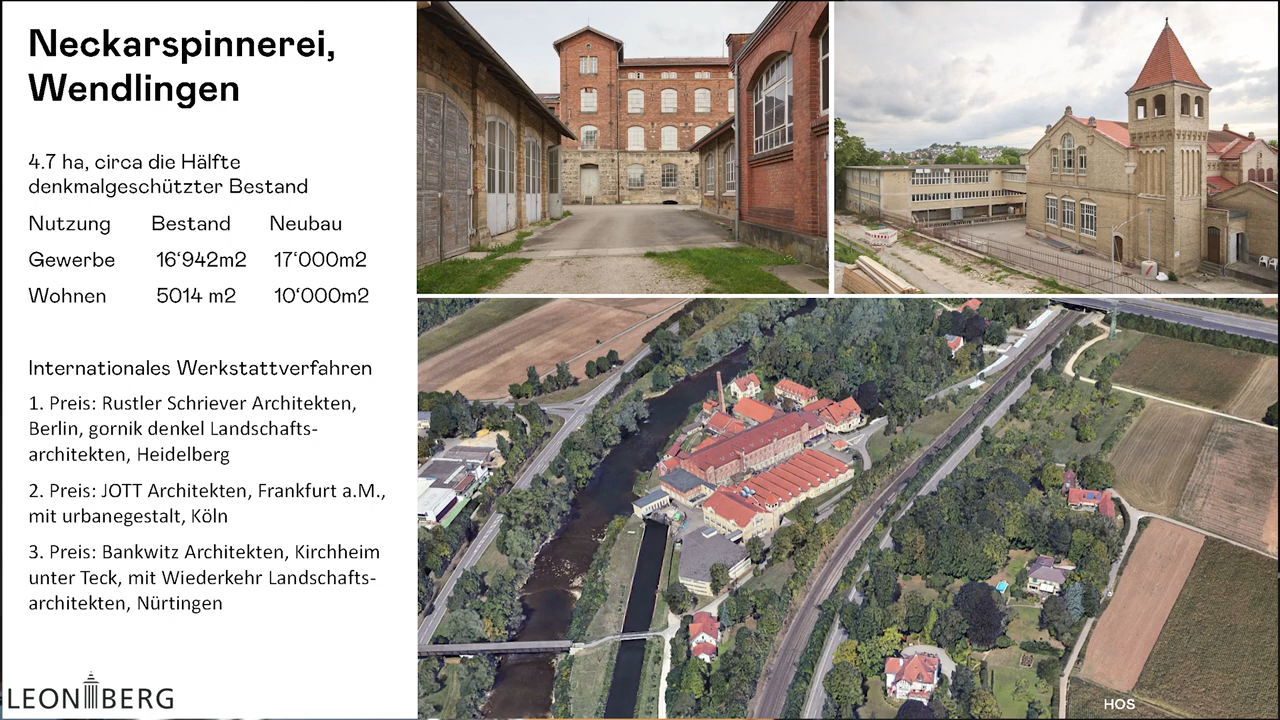 Neckarspinnerei,
Wendlingen
4.7 ha, circa die Hälfte
denkmalgeschützter Bestand
Nutzung Bestand Neubau
Gewerbe 16‘942m2 17‘000m2
Wohnen 5014 m2 10‘000m2
Internationales Werkstattverfahren
1. Preis: Rustler Schriever Architekten,
Berlin, gornik denkel Landschafts-
architekten, Heidelberg
2. Preis: JOTT Architekten, Frankfurt a.M.,
mit urbanegestalt, Köln
3. Preis: Bankwitz Architekten, Kirchheim
unter Teck, mit Wiederkehr Landschafts-
architekten, Nürtingen
LEONBERG
HOS